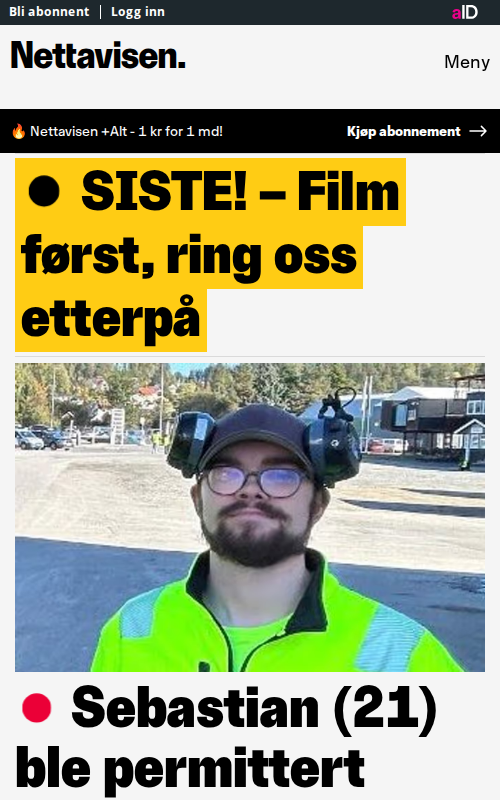 Bli abonnent | Logg inn
aID
Nettavisen.
Meny
🔥 Nettavisen +Alt - 1 kr for 1 md!
Kjøp abonnement →
● SISTE! – Film
først, ring oss
etterpå
● Sebastian (21)
ble permittert